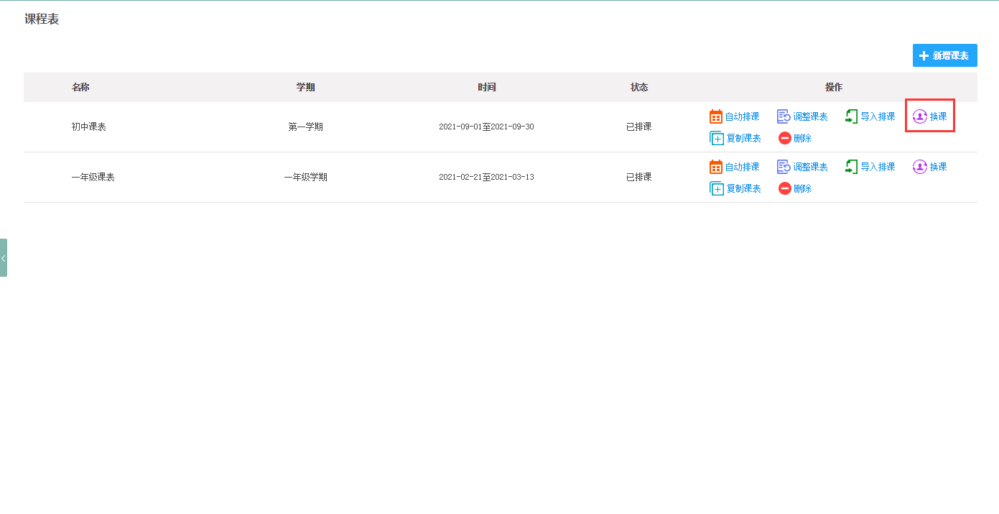 课程表
新增课表
名称 学期 时间 状态 操作
自动排课 调整课表 导入排课 换课
初中课表 第一学期 2021-09-01至2021-09-30 已排课
复制课表 删除
自动排课 调整课表 导入排课 换课
一年级课表 一年级学期 2021-02-21至2021-03-13 已排课
复制课表 删除